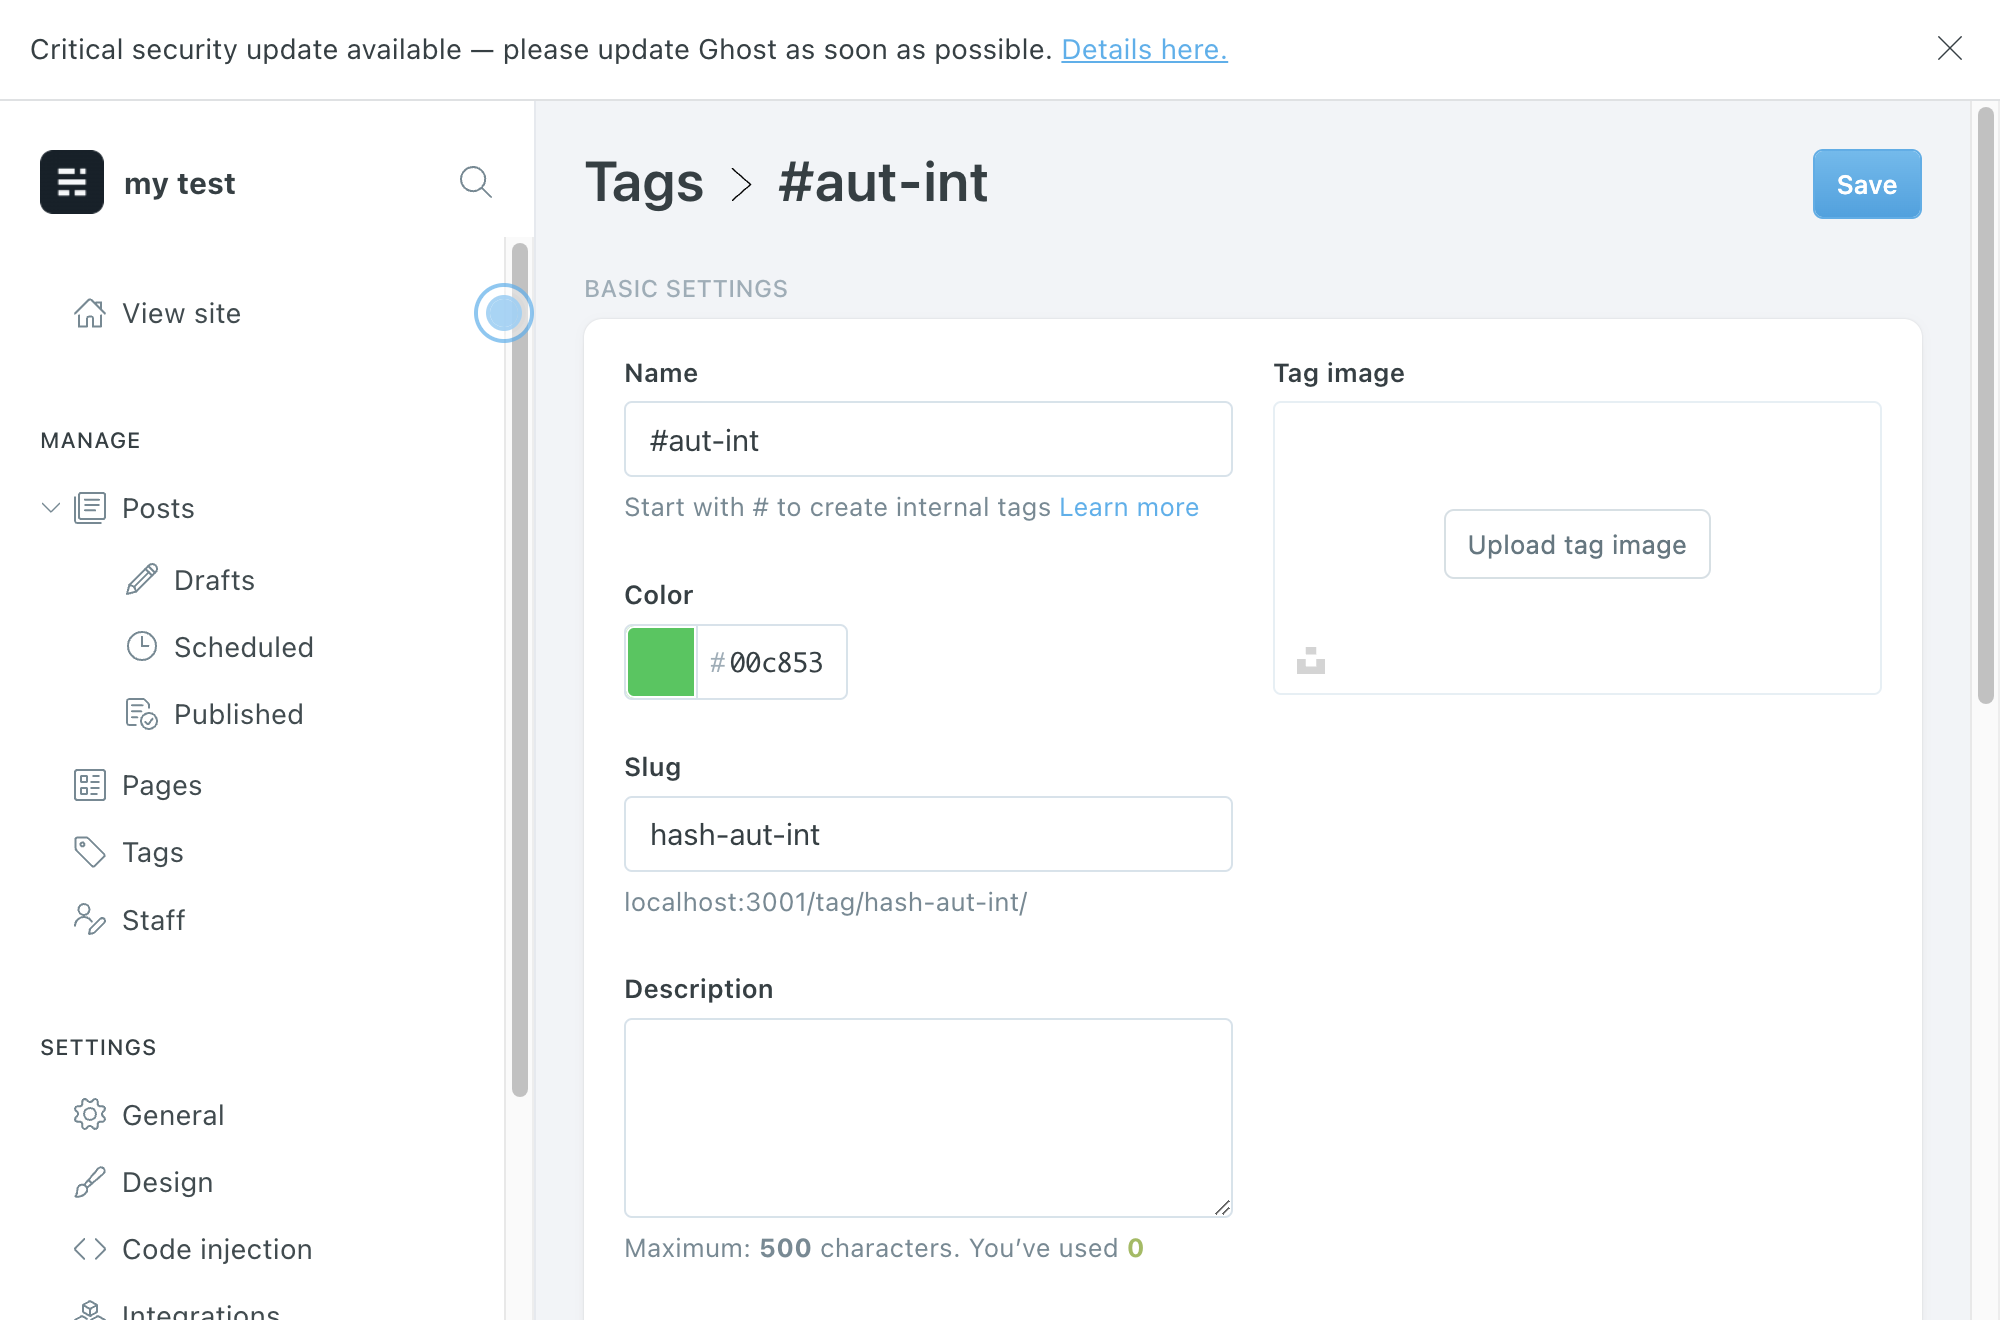 Critical security update available — please update Ghost as soon as possible. Details here.
my test
View site
MANAGE
Posts
Drafts
Scheduled
Published
Pages
Tags
Staff
SETTINGS
General
Design
Code injection
Integrations
Tags > #aut-int
Save
BASIC SETTINGS
Name
#aut-int
Start with # to create internal tags Learn more
Color
#00c853
Slug
hash-aut-int
localhost:3001/tag/hash-aut-int/
Description
Maximum: 500 characters. You’ve used 0
Tag image
Upload tag image